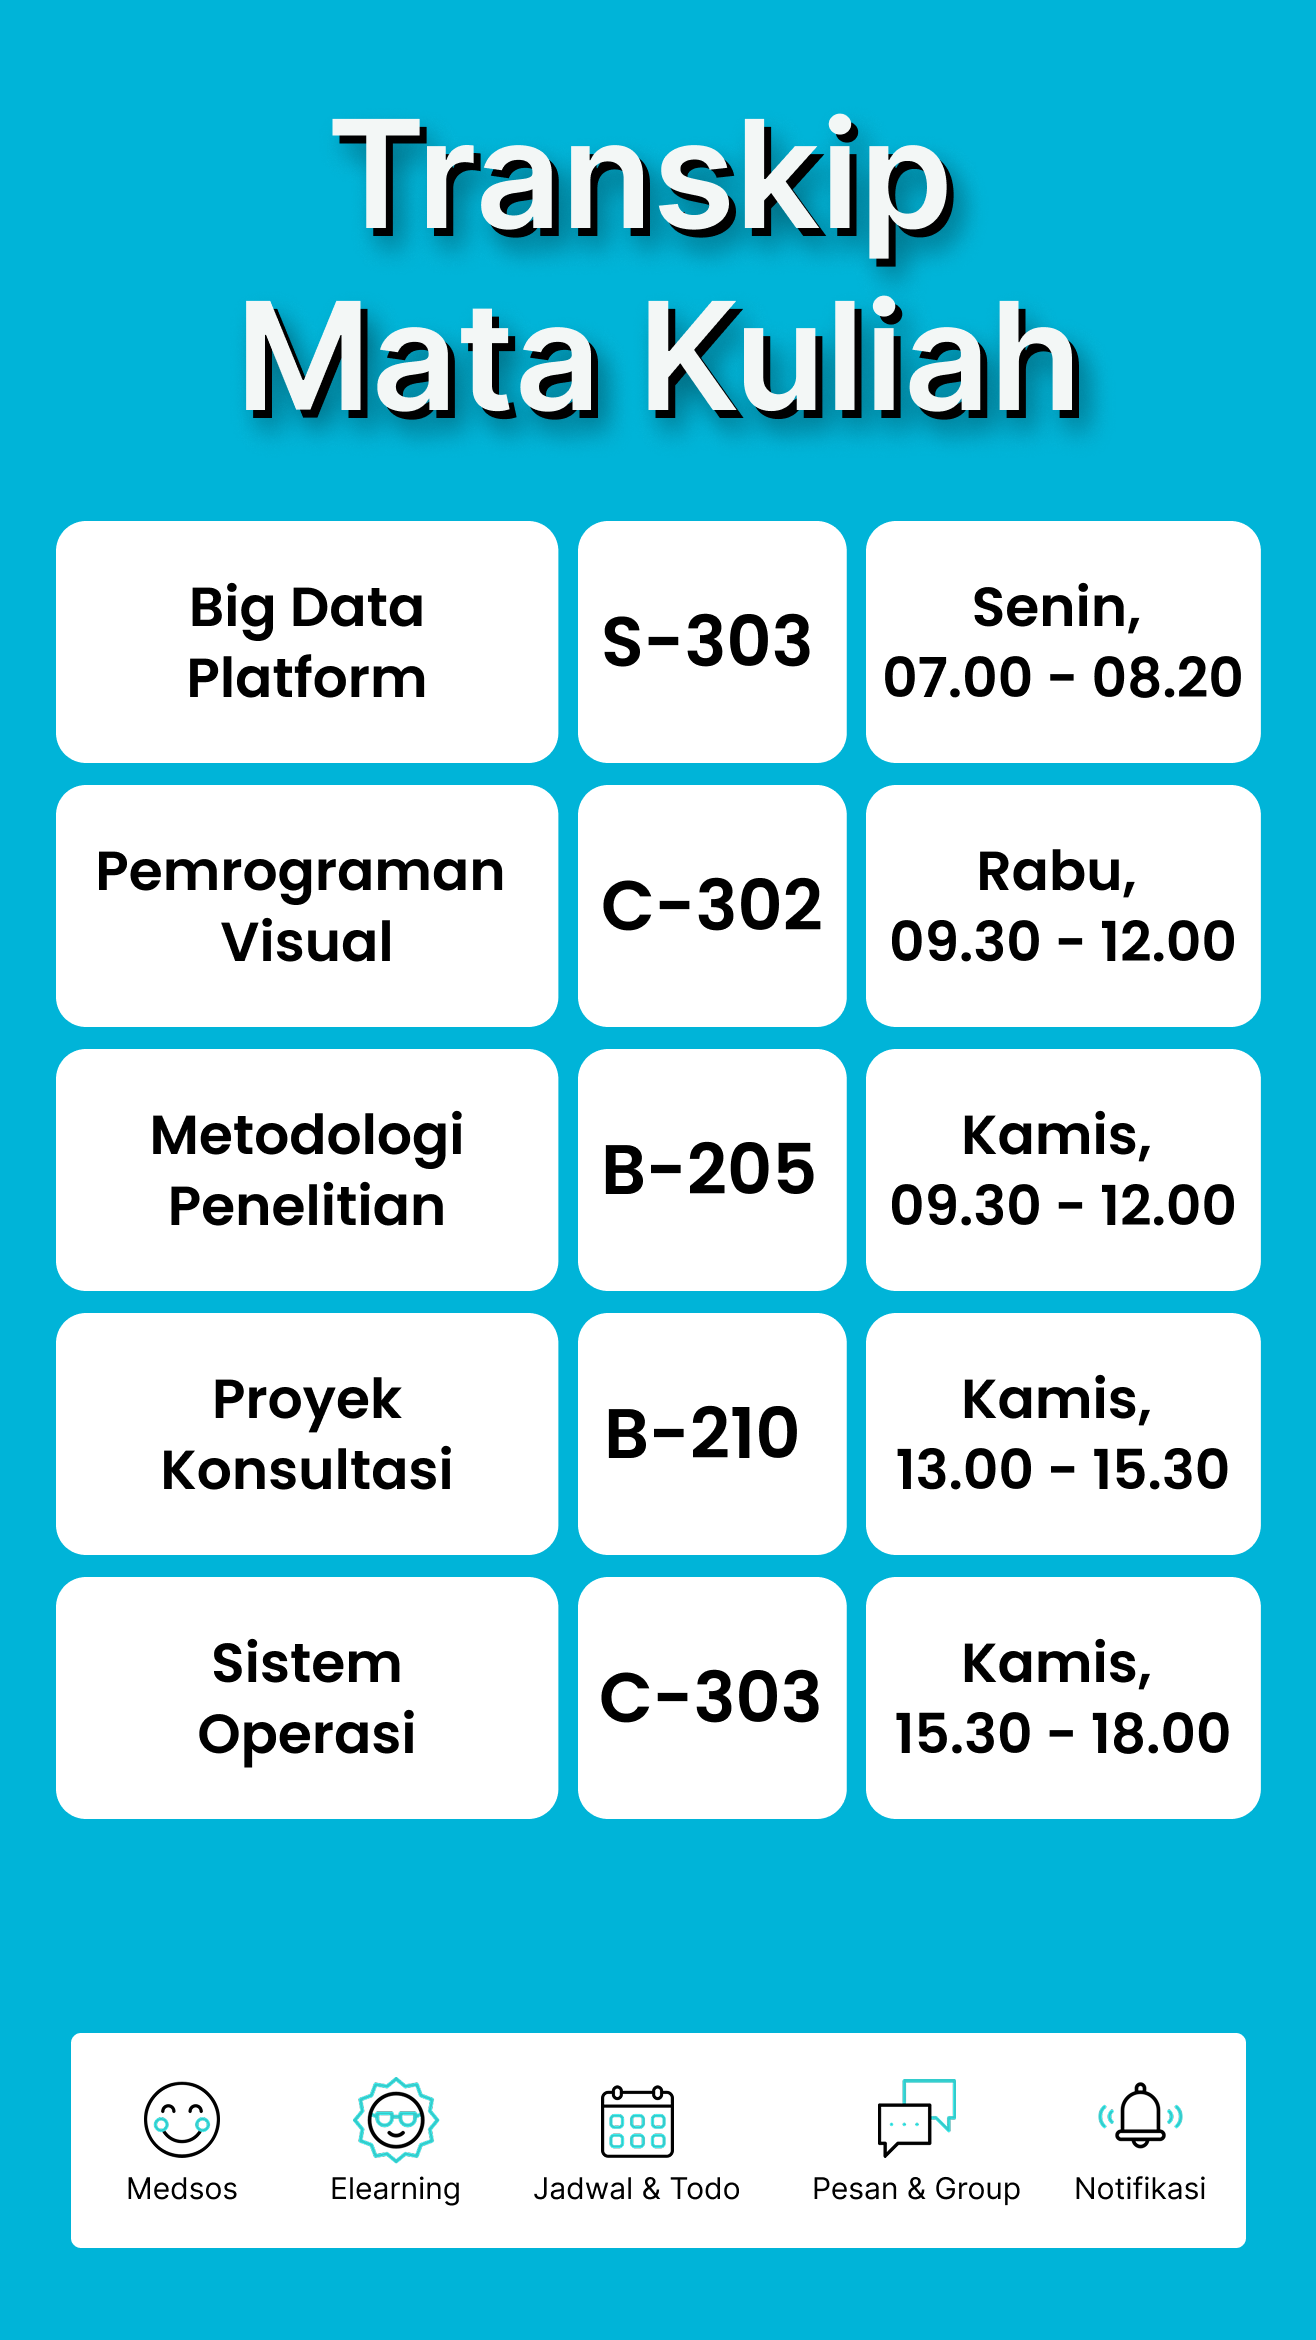 Transkip
Mata Kuliah
Big Data
Platform
S-303
Senin,
07.00 - 08.20
Pemrograman
Visual
C-302
Rabu,
09.30 - 12.00
Metodologi
Penelitian
B-205
Kamis,
09.30 - 12.00
Proyek
Konsultasi
B-210
Kamis,
13.00 - 15.30
Sistem
Operasi
C-303
Kamis,
15.30 - 18.00
Medsos
Elearning
Jadwal & Todo
Pesan & Group
Notifikasi